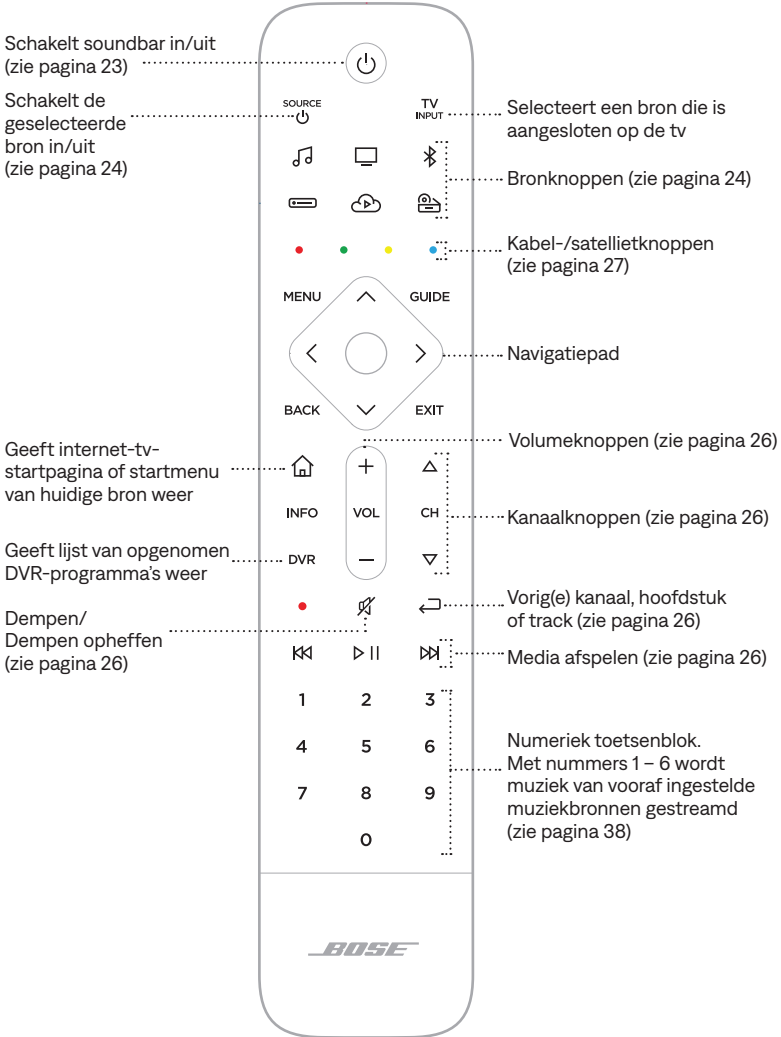 Schakelt soundbar in/uit
(zie pagina 23)
Schakelt de
geselecteerde
bron in/uit
(zie pagina 24)
SOURCE
TV
INPUT
Selecteert een bron die is
aangesloten op de tv
Bronknoppen (zie pagina 24)
Kabel-/satellietknoppen
(zie pagina 27)
MENU
GUIDE
Navigatiepad
BACK
EXIT
Volumeknoppen (zie pagina 26)
Geeft internet-tv-
startpagina of startmenu
van huidige bron weer
INFO
VOL
CH
Kanaalknoppen (zie pagina 26)
Geeft lijst van opgenomen
DVR-programma's weer
DVR
Vorig(e) kanaal, hoofdstuk
of track (zie pagina 26)
Dempen/
Dempen opheffen
(zie pagina 26)
Media afspelen (zie pagina 26)
1 2 3
4 5 6
7 8 9
0
Numeriek toetsenblok.
Met nummers 1 – 6 wordt
muziek van vooraf ingestelde
muziekbronnen gestreamd
(zie pagina 38)
BOSE